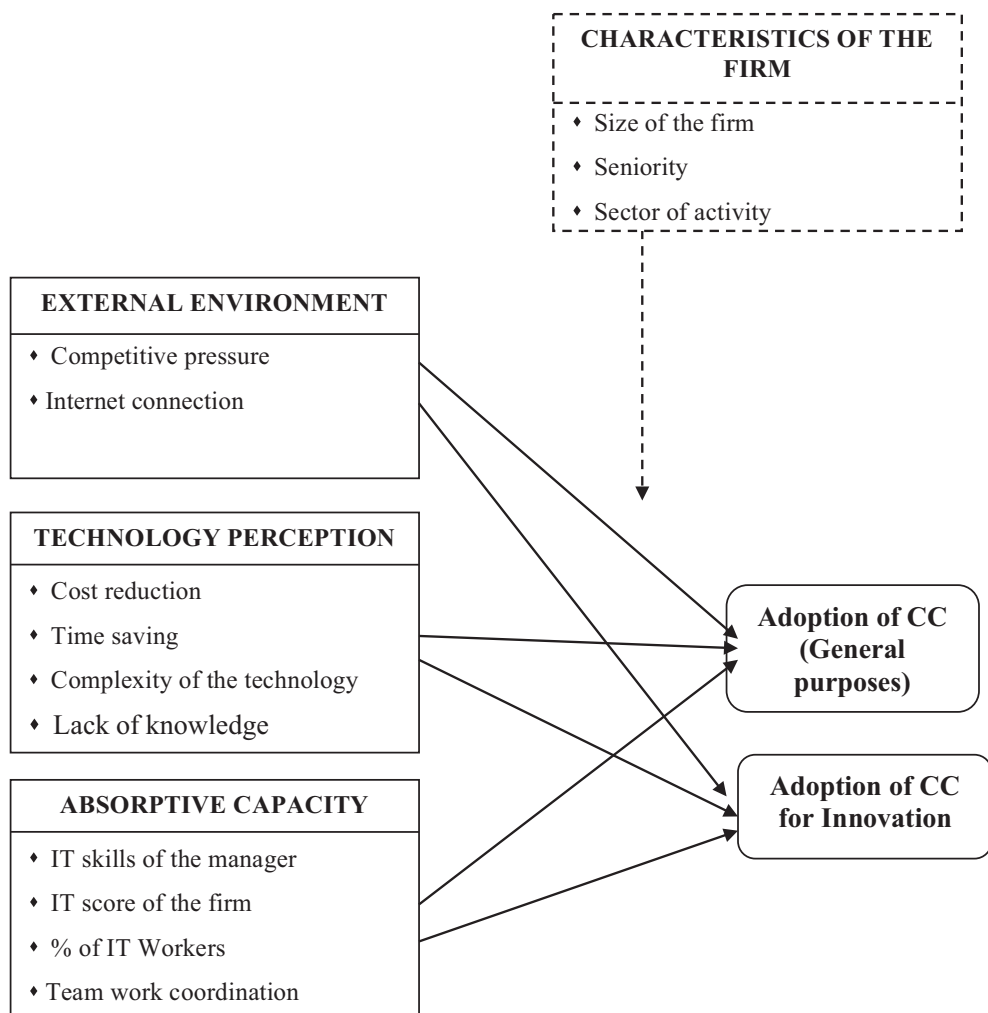 CHARACTERISTICS OF THE
FIRM
♦ Size of the firm
♦ Seniority
♦ Sector of activity
EXTERNAL ENVIRONMENT
♦ Competitive pressure
♦ Internet connection
TECHNOLOGY PERCEPTION
♦ Cost reduction
♦ Time saving
♦ Complexity of the technology
♦ Lack of knowledge
ABSORPTIVE CAPACITY
♦ IT skills of the manager
♦ IT score of the firm
♦ % of IT Workers
♦ Team work coordination
Adoption of CC
(General
purposes)
Adoption of CC
for Innovation